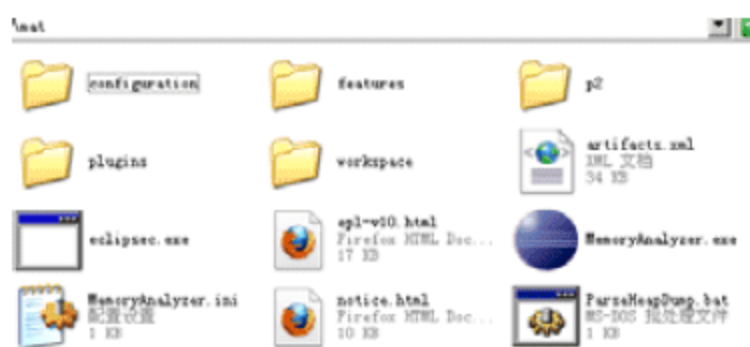 \mat
configuration
features
p2
plugins
workspace
artifacts.xml
XML 文档
34 KB
eclipsec.exe
epl-v10.html
Firefox HTML Doc...
17 KB
MemoryAnalyzer.exe
MemoryAnalyzer.ini
配置设置
1 KB
notice.html
Firefox HTML Doc...
10 KB
ParseHeapDump.bat
MS-DOS 批处理文件
1 KB